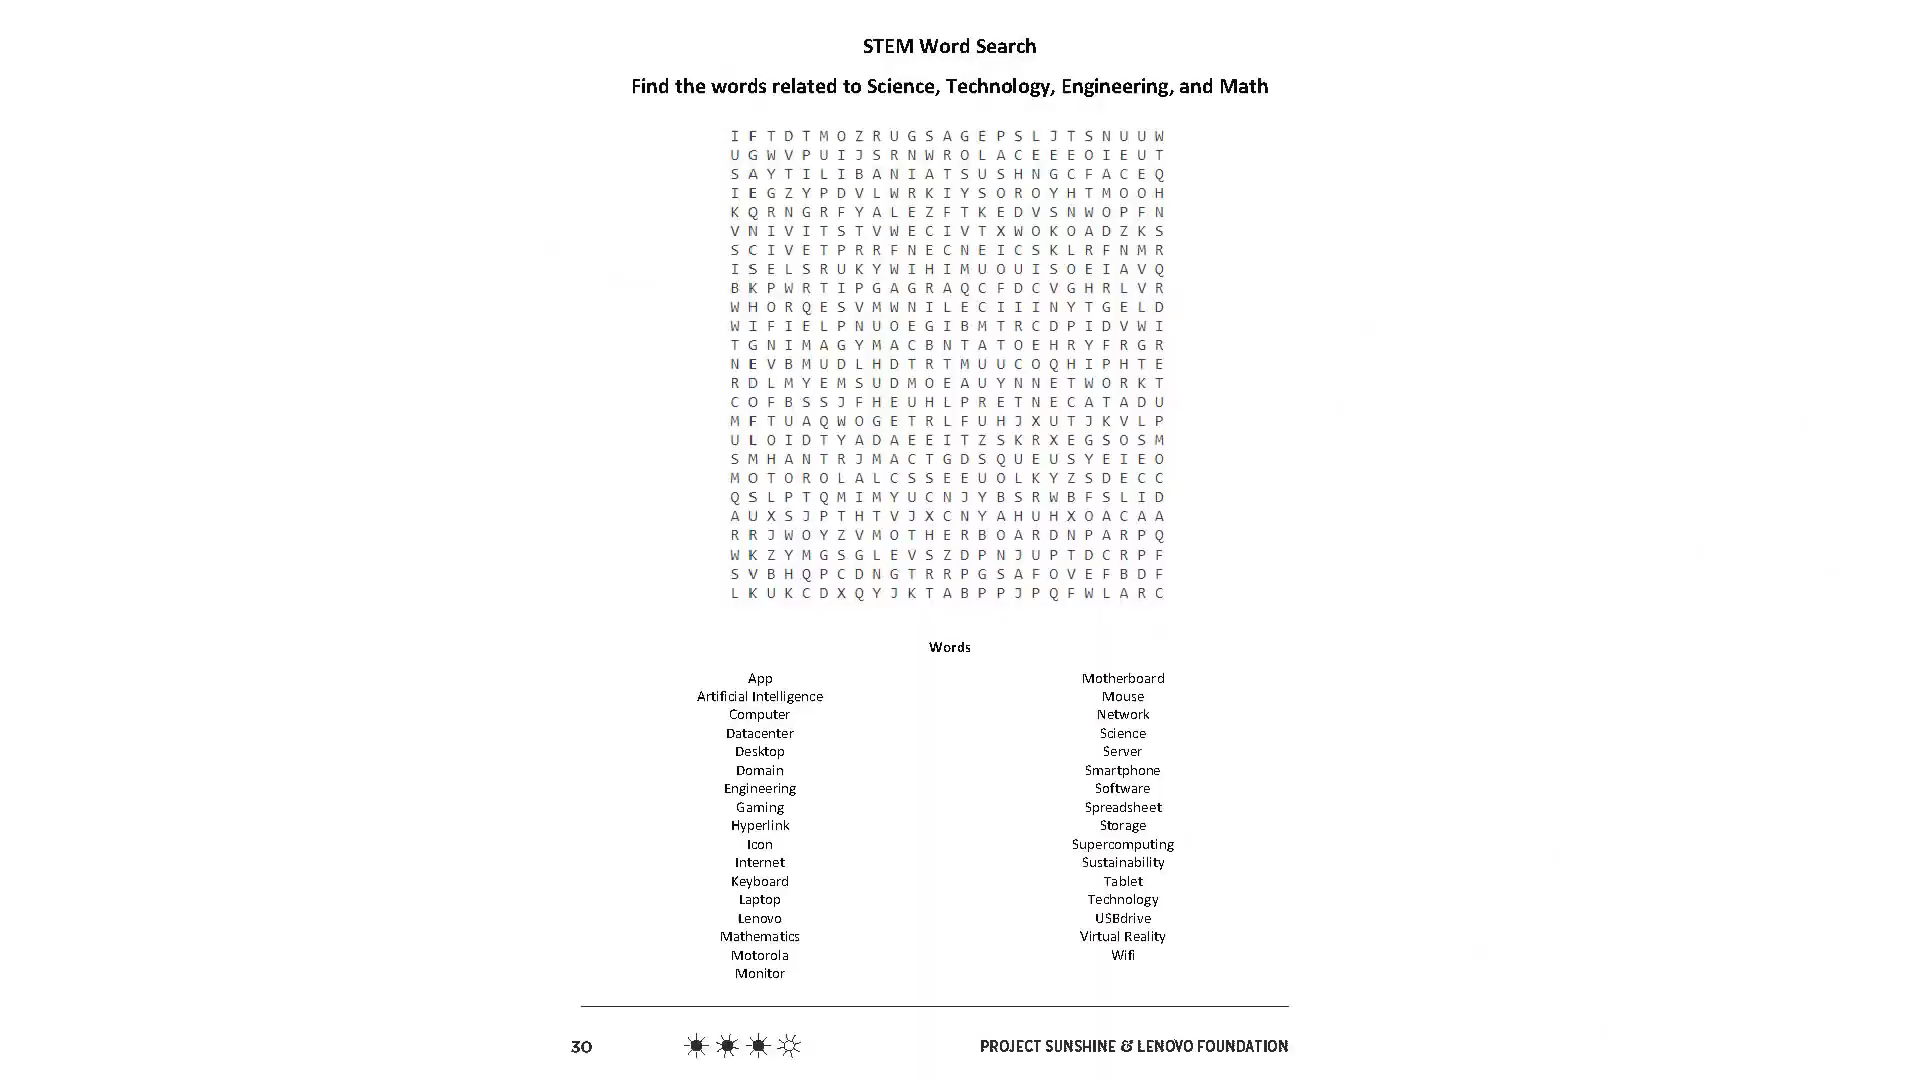 STEM Word Search
Find the words related to Science, Technology, Engineering, and Math
I F T D T M O Z R U G S A G E P S L J T S N U U W
U G W V P U I J S R N W R O L A C E E E O I E U T
S A Y T I L I B A N I A T S U S H N G C F A C E Q
I E G Z Y P D V L W R K I Y S O R O Y H T M O O H
K Q R N G R F Y A L E Z F T K E D V S N W O P F N
V N I V I T S T V W E C I V T X W O K O A D Z K S
S C I V E T P R R F N E C N E I C S K L R F N M R
I S E L S R U K Y W I H I M U O U I S O E I A V Q
B K P W R T I P G A G R A Q C F D C V G H R L V R
W H O R Q E S V M W N I L E C I I I N Y T G E L D
W I F I E L P N U O E G I B M T R C D P I D V W I
T G N I M A G Y M A C B N T A T O E H R Y F R G R
N E V B M U D L H D T R T M U U C O Q H I P H T E
R D L M Y E M S U D M O E A U Y N N E T W O R K T
C O F B S S J F H E U H L P R E T N E C A T A D U
M F T U A Q W O G E T R L F U H J X U T J K V L P
U L O I D T Y A D A E E I T Z S K R X E G S O S M
S M H A N T R J M A C T G D S Q U E U S Y E I E O
M O T O R O L A L C S S E E U O L K Y Z S D E C C
Q S L P T Q M I M Y U C N J Y B S R W B F S L I D
A U X S J P T H T V J X C N Y A H U H X O A C A A
R R J W O Y Z V M O T H E R B O A R D N P A R P Q
W K Z Y M G S G L E V S Z D P N J U P T D C R P F
S V B H Q P C D N G T R R P G S A F O V E F B D F
L K U K C D X Q Y J K T A B P P J P Q F W L A R C
Words
App
Artificial Intelligence
Computer
Datacenter
Desktop
Domain
Engineering
Gaming
Hyperlink
Icon
Internet
Keyboard
Laptop
Lenovo
Mathematics
Motorola
Monitor
Motherboard
Mouse
Network
Science
Server
Smartphone
Software
Spreadsheet
Storage
Supercomputing
Sustainability
Tablet
Technology
USBdrive
Virtual Reality
Wifi
30
PROJECT SUNSHINE & LENOVO FOUNDATION